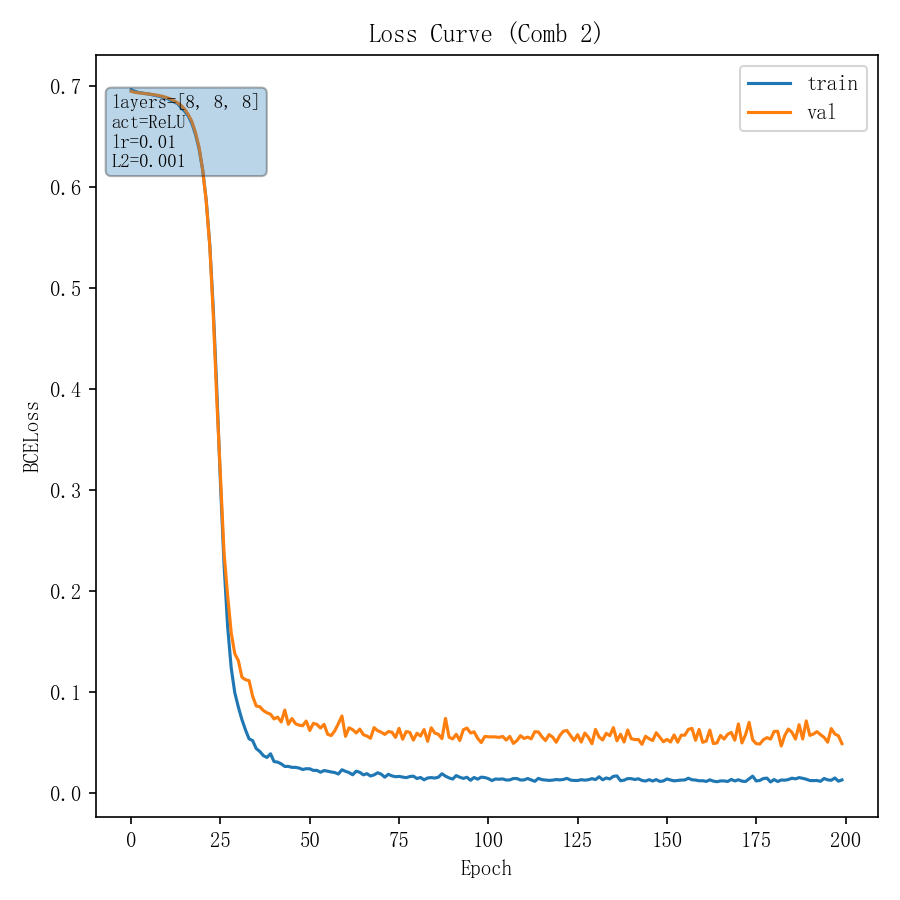 Loss Curve (Comb 2)
train
val
layers=[8, 8, 8]
act=ReLU
lr=0.01
L2=0.001
BCELoss
0.7
0.6
0.5
0.4
0.3
0.2
0.1
0.0
0 25 50 75 100 125 150 175 200
Epoch